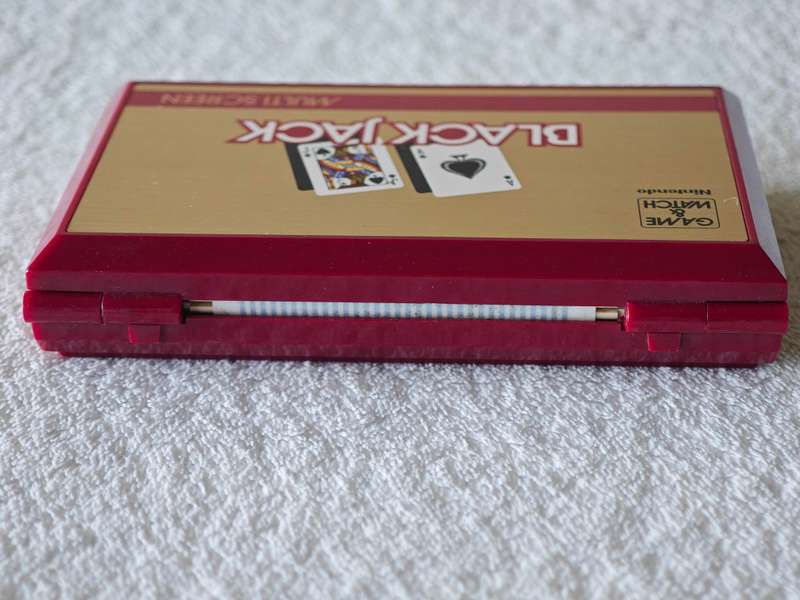 GAME
&
WATCH
Nintendo
BLACK JACK
MULTI SCREEN